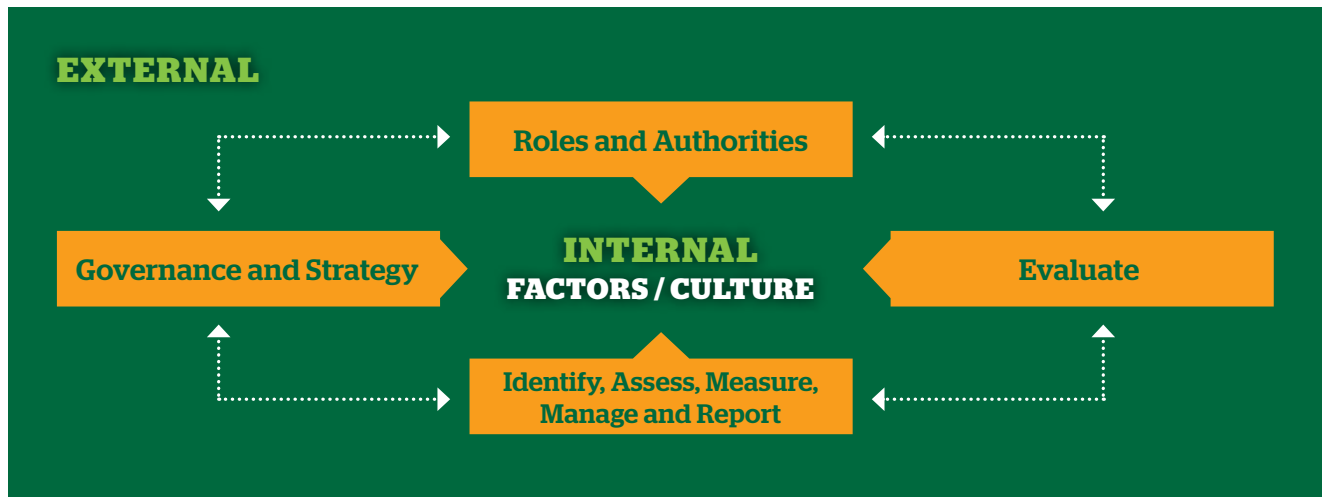 EXTERNAL
Roles and Authorities
Governance and Strategy
INTERNAL
FACTORS / CULTURE
Evaluate
Identify, Assess, Measure,
Manage and Report